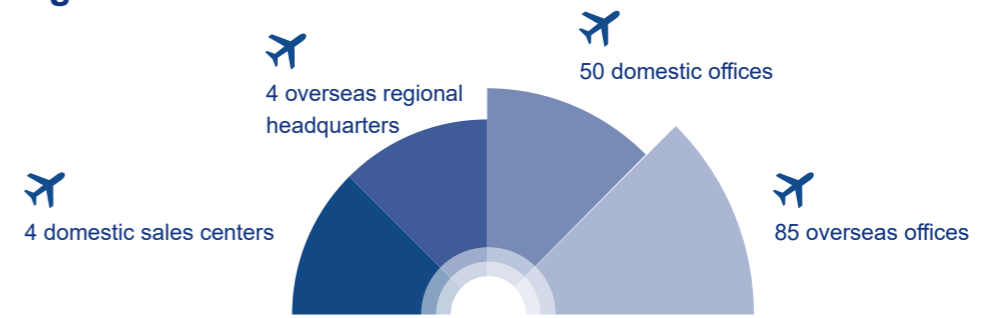 4 overseas regional
headquarters
50 domestic offices
4 domestic sales centers
85 overseas offices